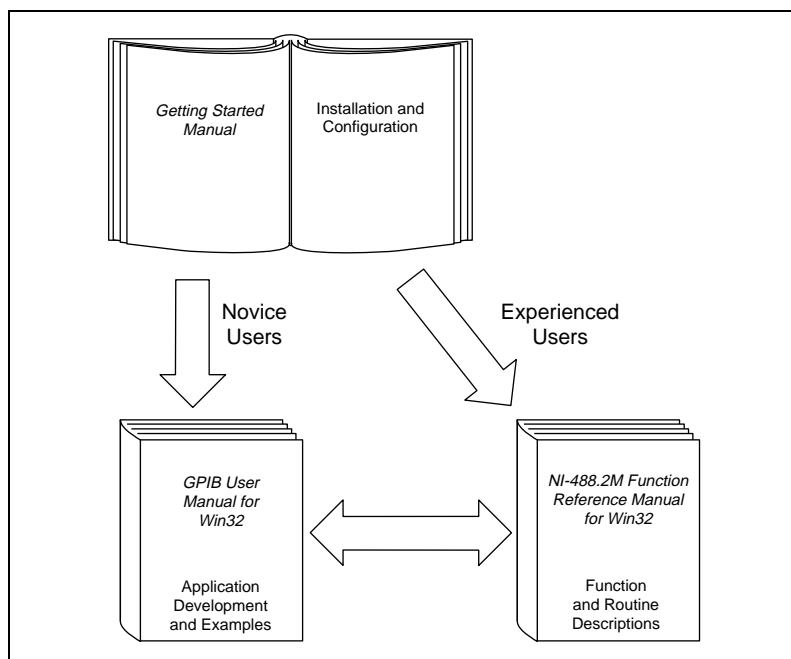 Getting Started
Manual
Installation and
Configuration
Novice
Users
Experienced
Users
GPIB User
Manual for
Win32
Application
Development
and Examples
NI-488.2M Function
Reference Manual
for Win32
Function
and Routine
Descriptions